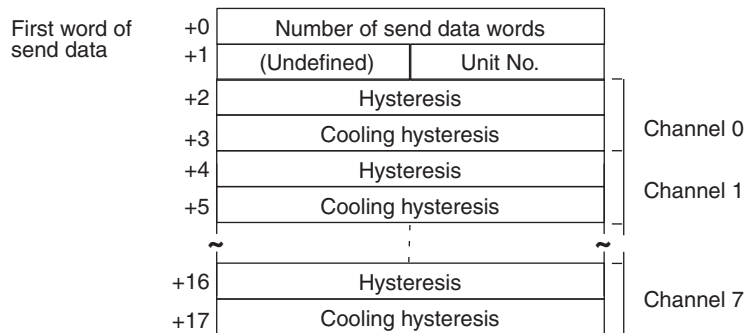 First word of
send data
+0 Number of send data words
+1 (Undefined) Unit No.
+2 Hysteresis
+3 Cooling hysteresis
Channel 0
+4 Hysteresis
+5 Cooling hysteresis
Channel 1
~ ~
+16 Hysteresis
+17 Cooling hysteresis
Channel 7